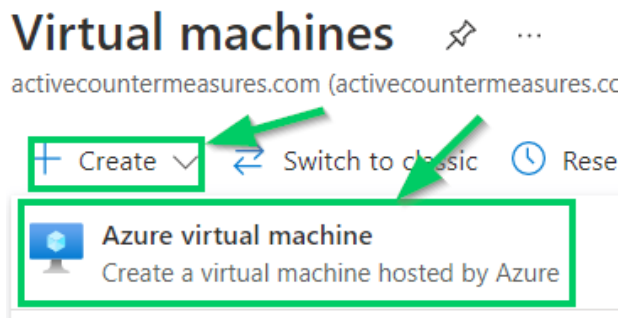 Virtual machines
activecountermeasures.com (activecountermeasures.co
Create
Switch to classic
Rese
Azure virtual machine
Create a virtual machine hosted by Azure